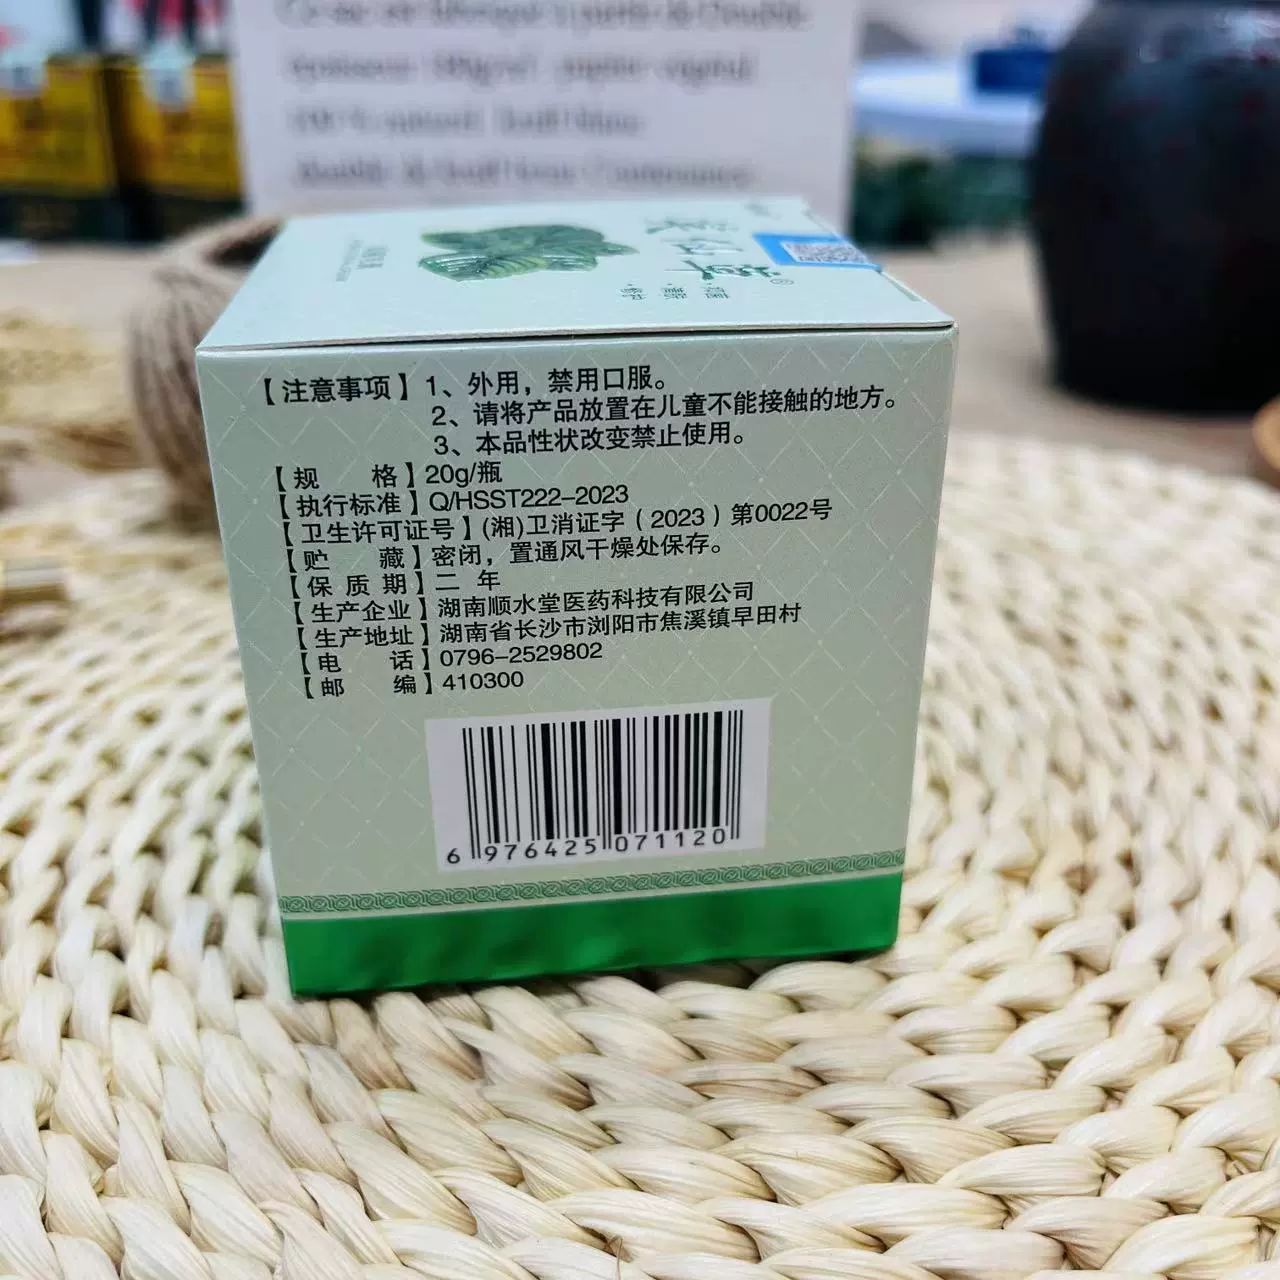 【注意事项】1、外用，禁用口服。
2、请将产品放置在儿童不能接触的地方。
3、本品性状改变禁止使用。
【规 格】20g/瓶
【执行标准】Q/HSST222-2023
【卫生许可证号】(湘)卫消证字（2023）第0022号
【贮 藏】密闭，置通风干燥处保存。
【保 质 期】二 年
【生产企业】湖南顺水堂医药科技有限公司
【生产地址】湖南省长沙市浏阳市焦溪镇早田村
【电 话】0796-2529802
【邮 编】410300
6 976425 071120